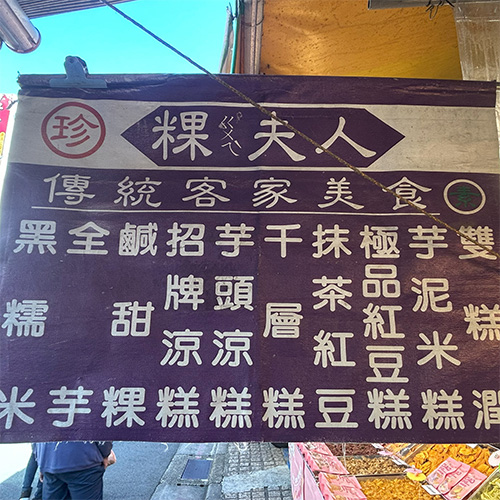 珍 粿ㄍㄨㄟˇ夫人
傳統客家美食 素
黑糯米
全芋
鹹甜粿
招牌涼糕
芋頭涼糕
千層糕
抹茶紅豆
極品紅豆糕
芋泥米糕
雙糕潤